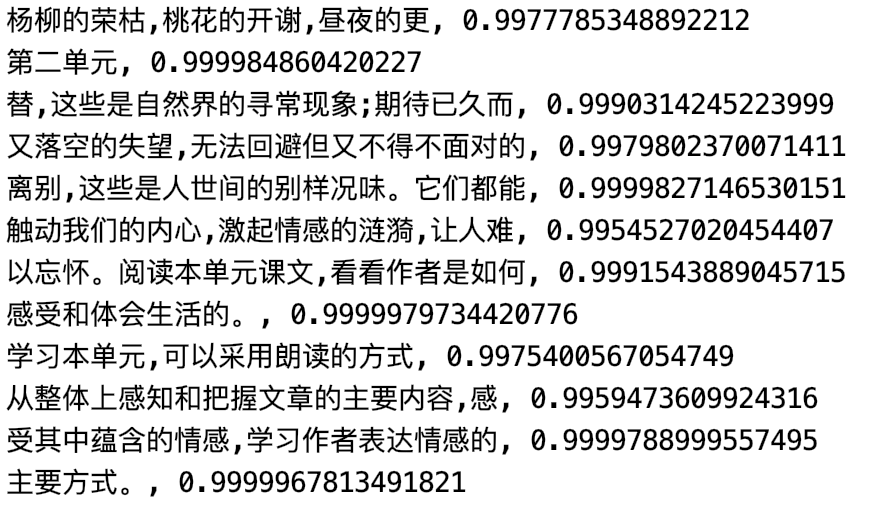 杨柳的荣枯,桃花的开谢,昼夜的更, 0.9977785348892212
第二单元, 0.999984860420227
替,这些是自然界的寻常现象;期待已久而, 0.9990314245223999
又落空的失望,无法回避但又不得不面对的, 0.9979802370071411
离别,这些是人世间的别样况味。它们都能, 0.9999827146530151
触动我们的内心,激起情感的涟漪,让人难, 0.9954527020454407
以忘怀。阅读本单元课文,看看作者是如何, 0.9991543889045715
感受和体会生活的。, 0.9999979734420776
学习本单元,可以采用朗读的方式, 0.9975400567054749
从整体上感知和把握文章的主要内容,感, 0.9959473609924316
受其中蕴含的情感,学习作者表达情感的, 0.9999788999557495
主要方式。, 0.9999967813491821